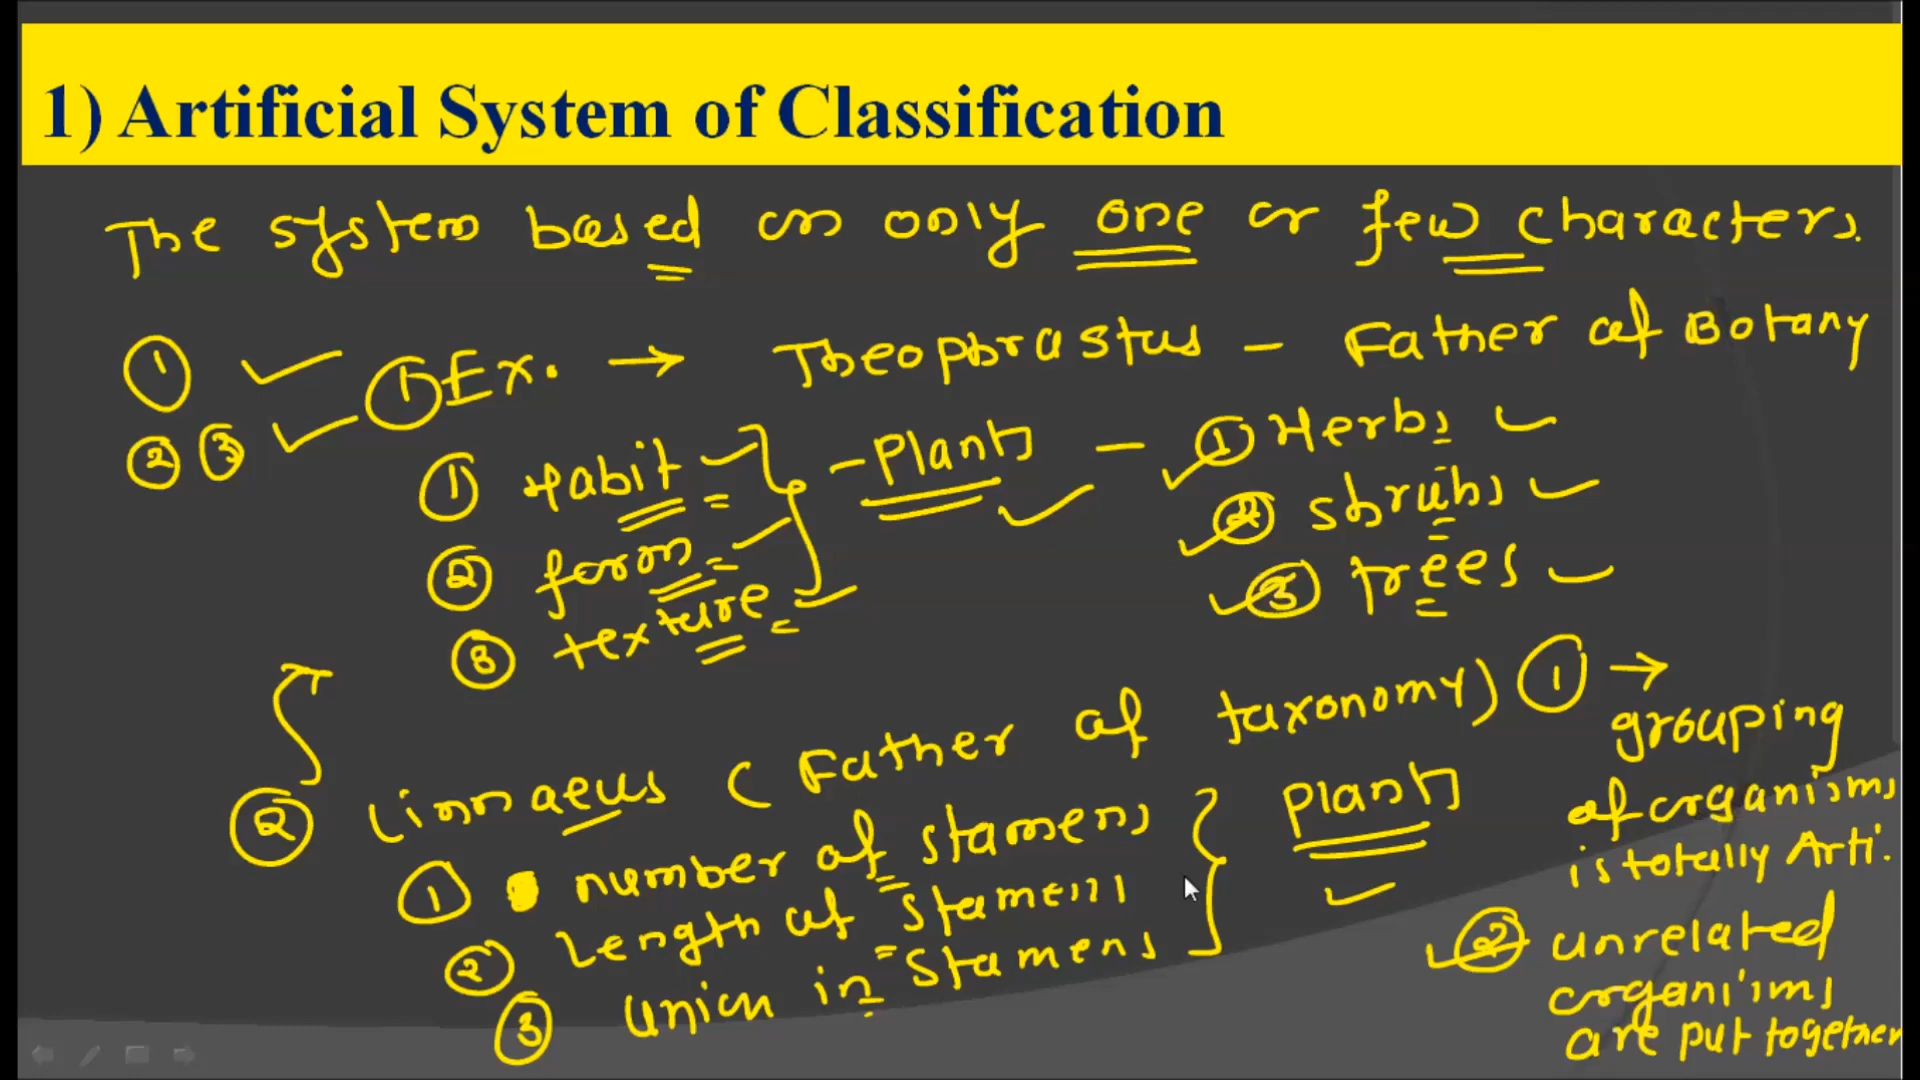 1) Artificial System of Classification
The system based on only one or few characters.
① ① Ex. → Theophrastus - Father of Botany
② ③
① Habit - Plants - ① Herbs
② form ② shrubs
③ texture ③ trees
② Linnaeus (Father of taxonomy) ① →
grouping
of organisms
is totally Arti.
① number of stamens } Plants
② Length of stamen
③ Union in stamens
② unrelated
organisms
are put together